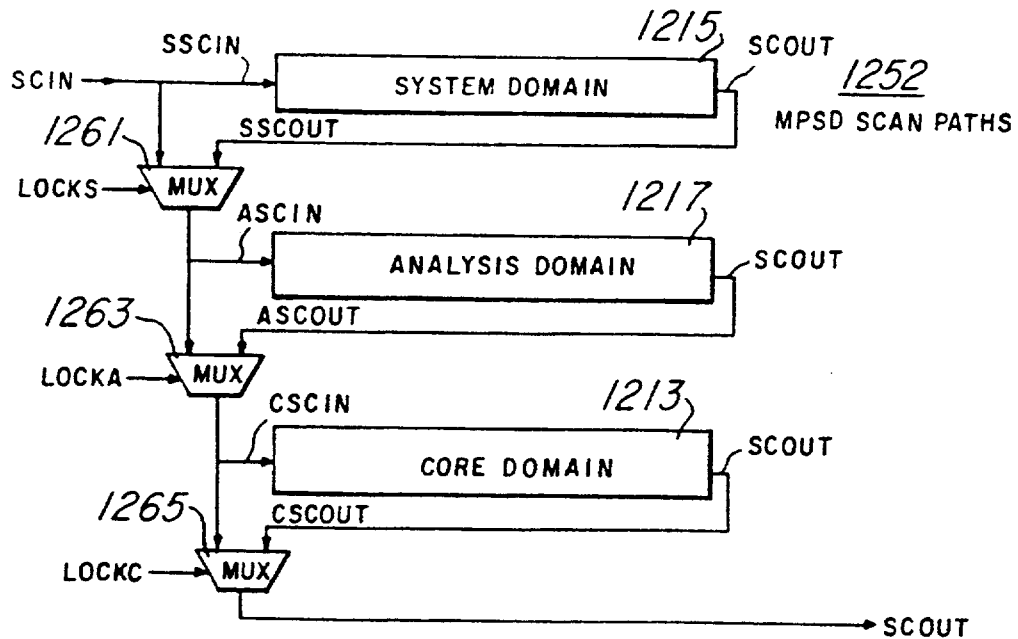 1215
SCOUT
SSCIN
SCIN
SYSTEM DOMAIN
1252
MPSD SCAN PATHS
SSCOUT
1261
MUX
LOCKS
1217
ASCIN
ANALYSIS DOMAIN
SCOUT
1263
ASCOUT
MUX
LOCKA
1213
CSCIN
SCOUT
CORE DOMAIN
1265
CSCOUT
MUX
LOCKC
SCOUT